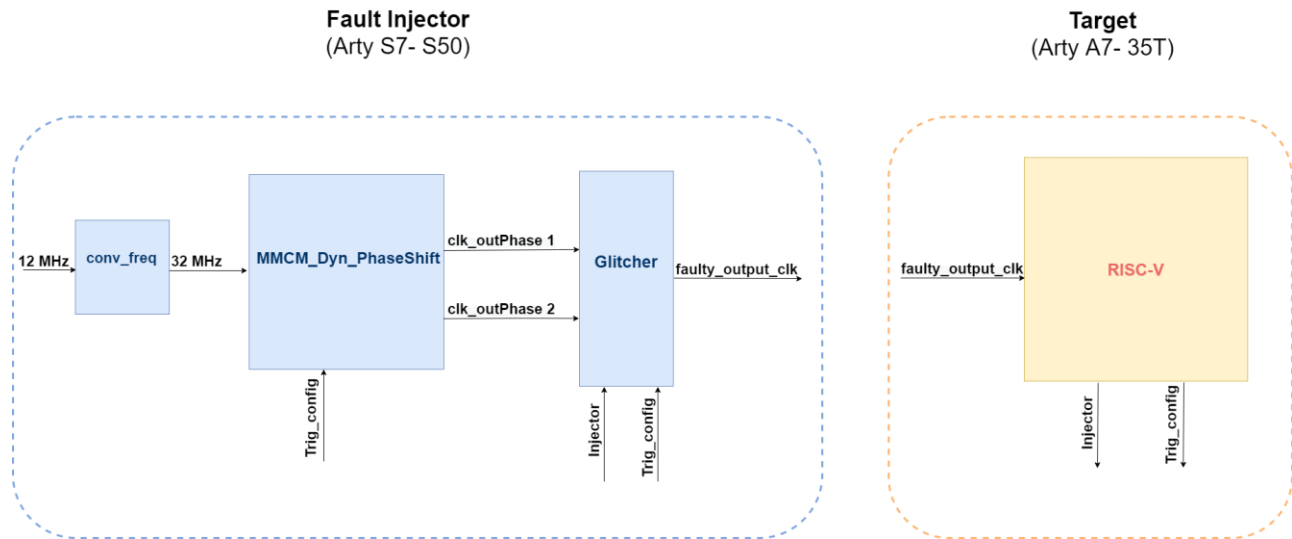 Fault Injector
(Arty S7- S50)
Target
(Arty A7- 35T)
12 MHz
conv_freq
32 MHz
MMCM_Dyn_PhaseShift
clk_outPhase 1
clk_outPhase 2
Glitcher
faulty_output_clk
Trig_config
Injector
Trig_config
faulty_output_clk
RISC-V
Injector
Trig_config